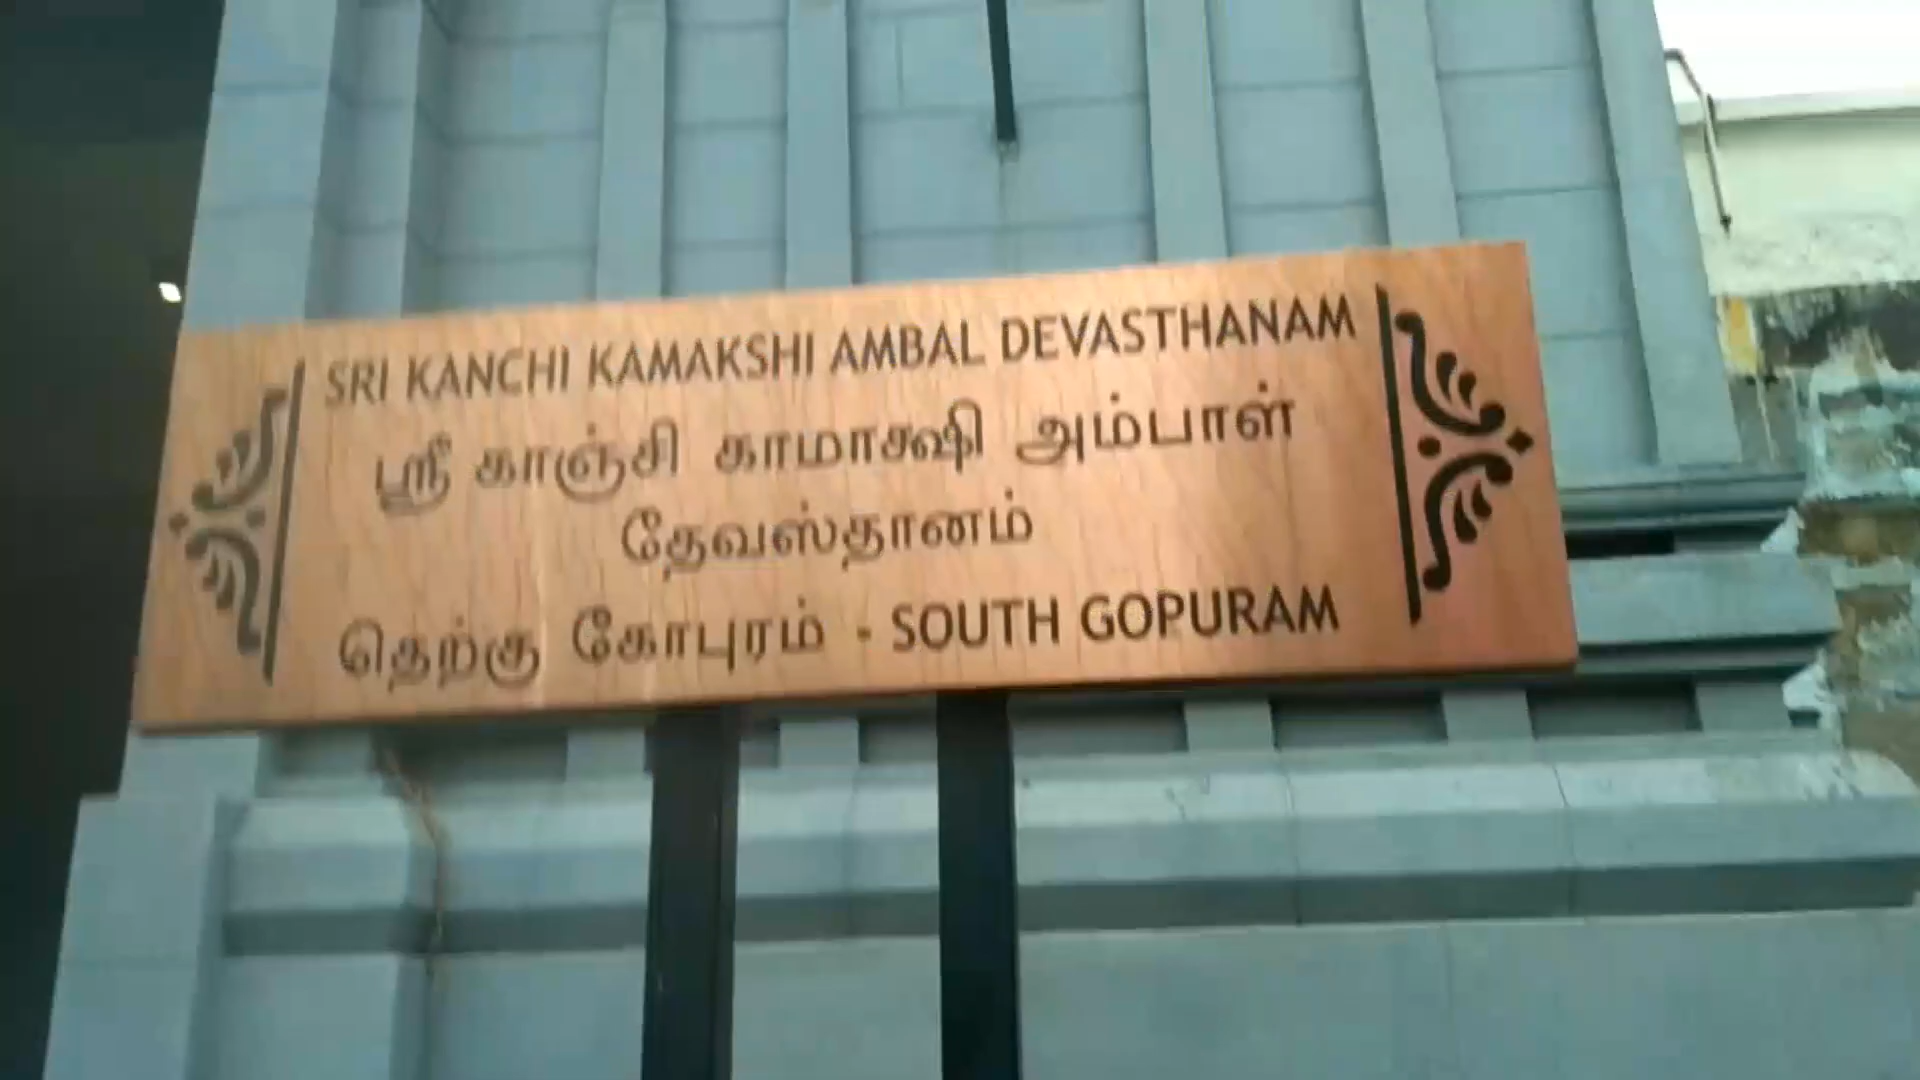 SRI KANCHI KAMAKSHI AMBAL DEVASTHANAM
ஸ்ரீ காஞ்சி காமாக்ஷி அம்பாள்
தேவஸ்தானம்
தெற்கு கோபுரம் - SOUTH GOPURAM